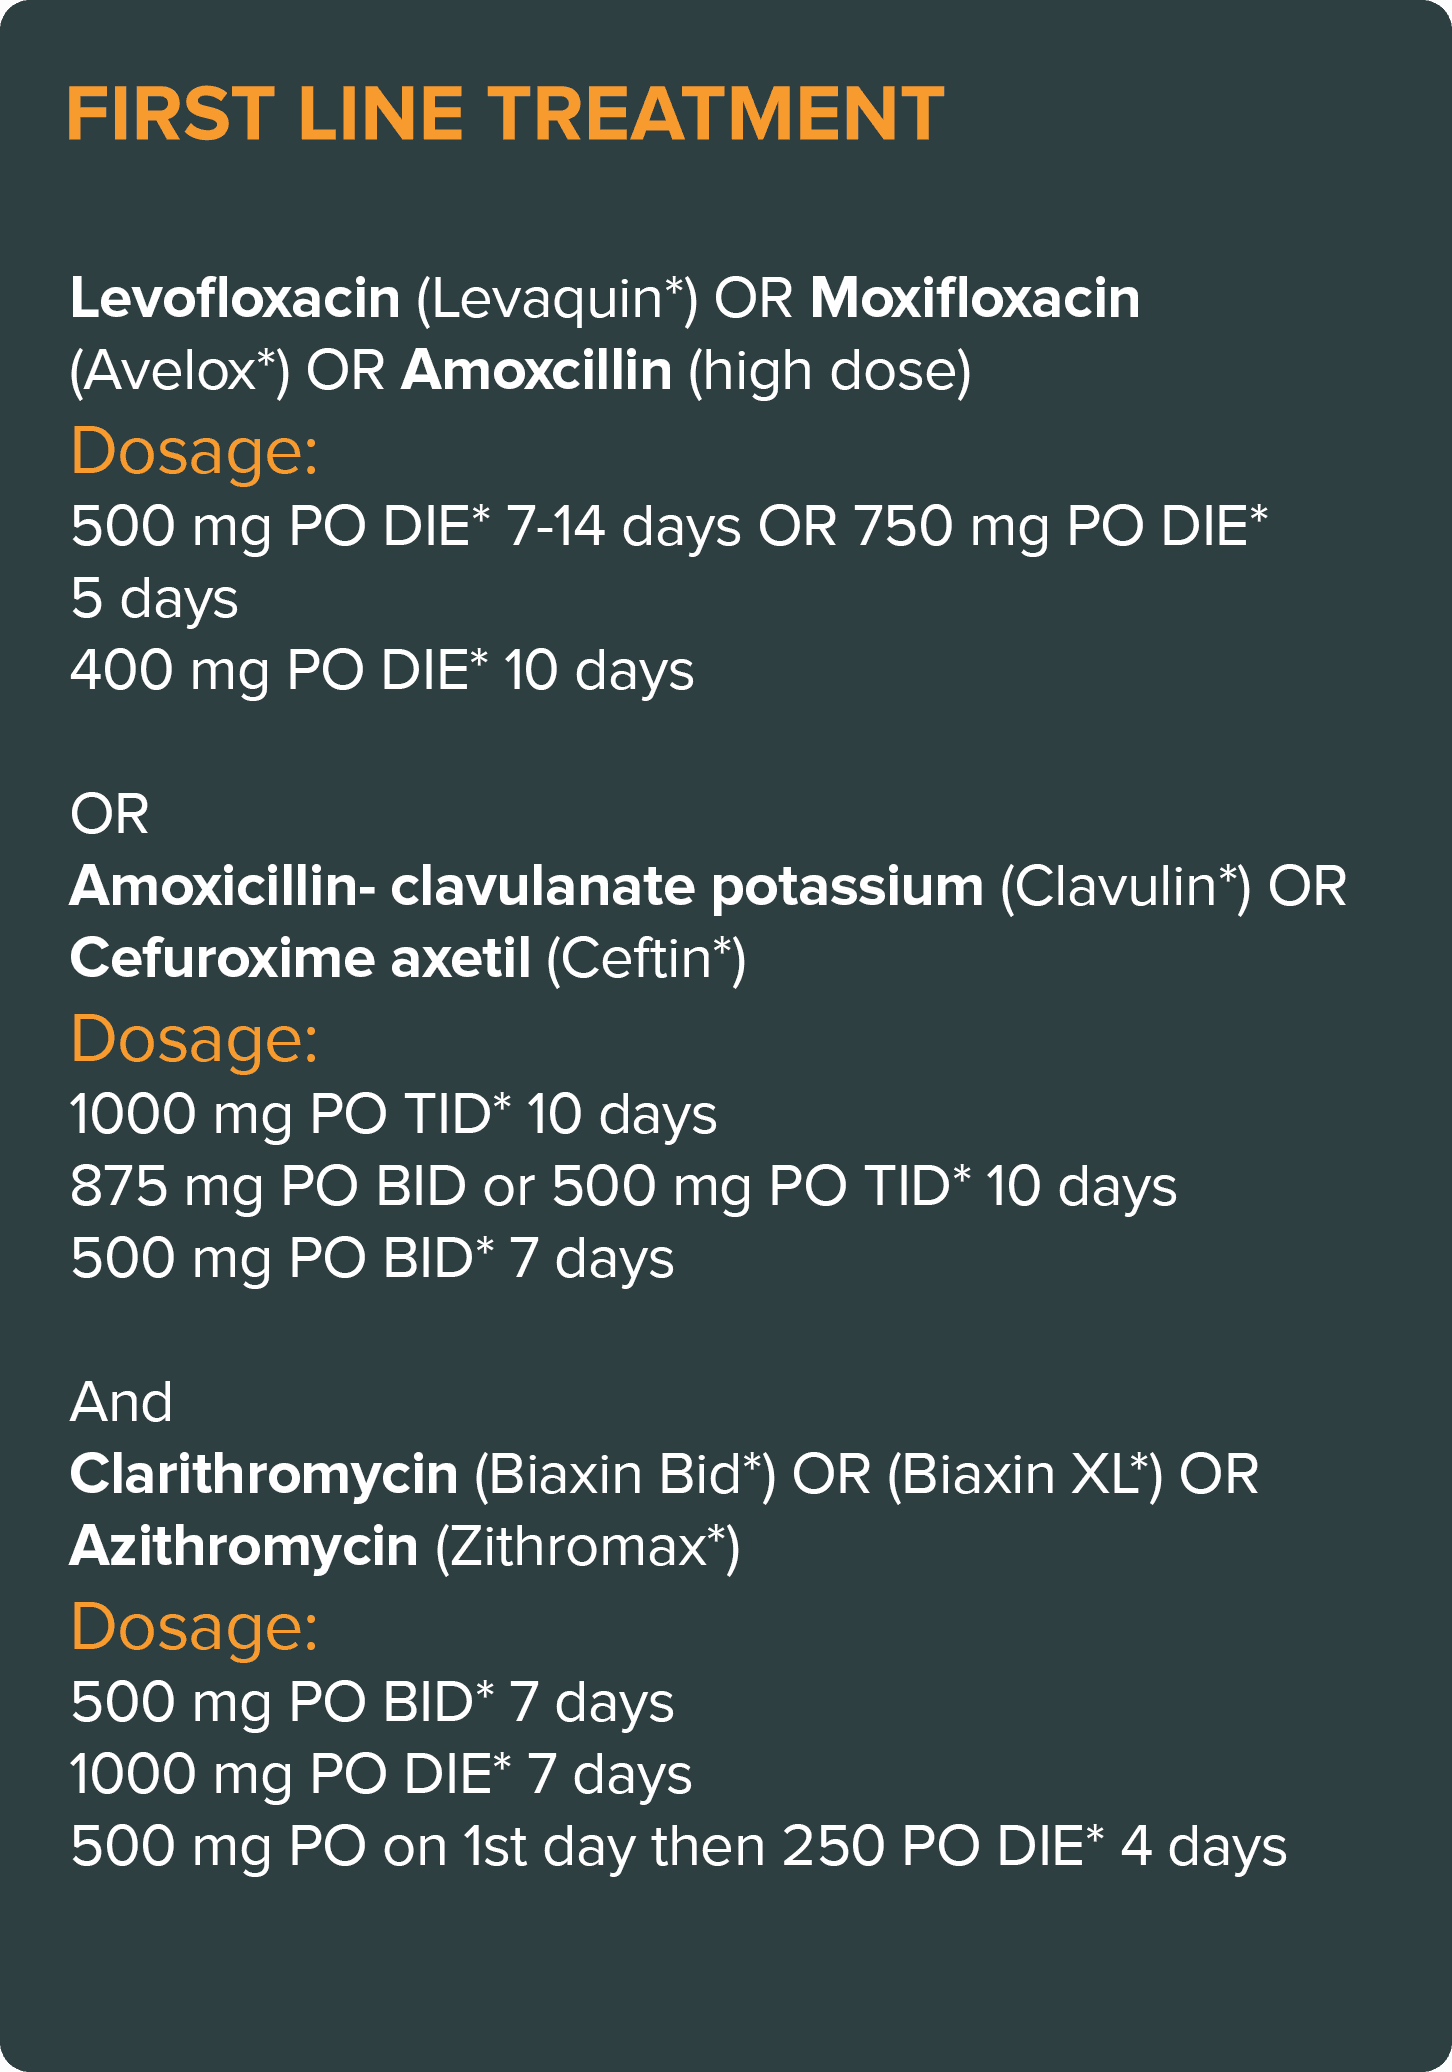 FIRST LINE TREATMENT
Levofloxacin (Levaquin*) OR Moxifloxacin
(Avelox*) OR Amoxcillin (high dose)
Dosage:
500 mg PO DIE* 7-14 days OR 750 mg PO DIE*
5 days
400 mg PO DIE* 10 days
OR
Amoxicillin- clavulanate potassium (Clavulin*) OR
Cefuroxime axetil (Ceftin*)
Dosage:
1000 mg PO TID* 10 days
875 mg PO BID or 500 mg PO TID* 10 days
500 mg PO BID* 7 days
And
Clarithromycin (Biaxin Bid*) OR (Biaxin XL*) OR
Azithromycin (Zithromax*)
Dosage:
500 mg PO BID* 7 days
1000 mg PO DIE* 7 days
500 mg PO on 1st day then 250 PO DIE* 4 days